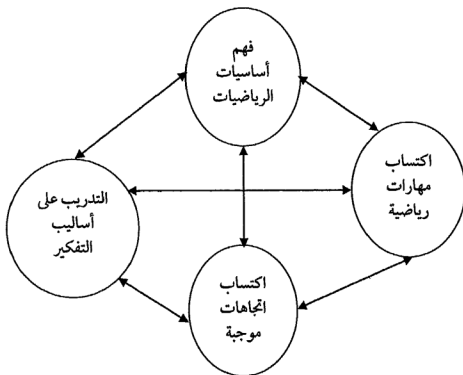 فهم
أساسيات
الرياضيات
اكتساب
مهارات
رياضية
التدريب على
أساليب
التفكير
اكتساب
اتجاهات
موجبة